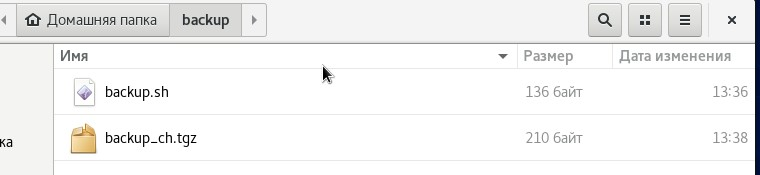 Домашняя папка backup
Имя Размер Дата изменения
backup.sh 136 байт 13:36
backup_ch.tgz 210 байт 13:38
ка